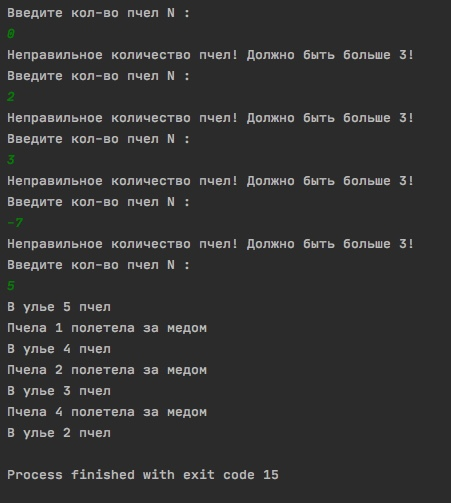 Введите кол-во пчел N :
0
Неправильное количество пчел! Должно быть больше 3!
Введите кол-во пчел N :
2
Неправильное количество пчел! Должно быть больше 3!
Введите кол-во пчел N :
3
Неправильное количество пчел! Должно быть больше 3!
Введите кол-во пчел N :
-7
Неправильное количество пчел! Должно быть больше 3!
Введите кол-во пчел N :
5
В улье 5 пчел
Пчела 1 полетела за медом
В улье 4 пчел
Пчела 2 полетела за медом
В улье 3 пчел
Пчела 4 полетела за медом
В улье 2 пчел
Process finished with exit code 15